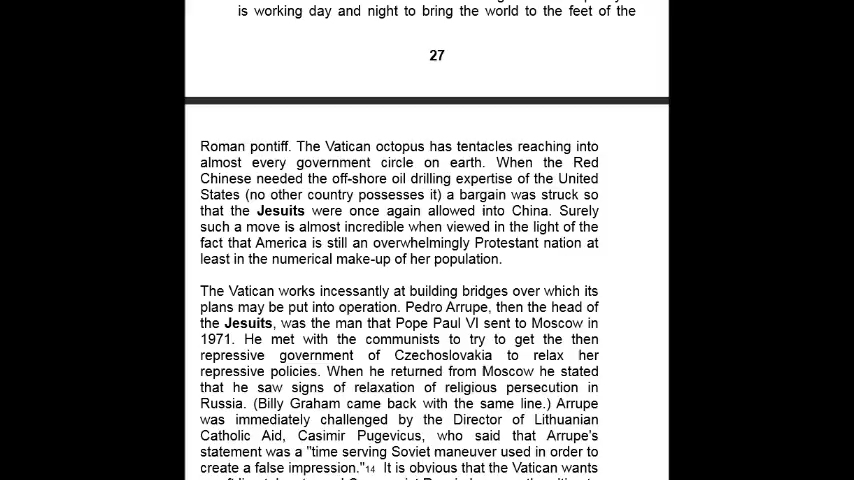 is working day and night to bring the world to the feet of the
27
Roman pontiff. The Vatican octopus has tentacles reaching into
almost every government circle on earth. When the Red
Chinese needed the off-shore oil drilling expertise of the United
States (no other country possesses it) a bargain was struck so
that the Jesuits were once again allowed into China. Surely
such a move is almost incredible when viewed in the light of the
fact that America is still an overwhelmingly Protestant nation at
least in the numerical make-up of her population.
The Vatican works incessantly at building bridges over which its
plans may be put into operation. Pedro Arrupe, then the head of
the Jesuits, was the man that Pope Paul VI sent to Moscow in
1971. He met with the communists to try to get the then
repressive government of Czechoslovakia to relax her
repressive policies. When he returned from Moscow he stated
that he saw signs of relaxation of religious persecution in
Russia. (Billy Graham came back with the same line.) Arrupe
was immediately challenged by the Director of Lithuanian
Catholic Aid, Casimir Pugevicus, who said that Arrupe's
statement was a "time serving Soviet maneuver used in order to
create a false impression."14 It is obvious that the Vatican wants